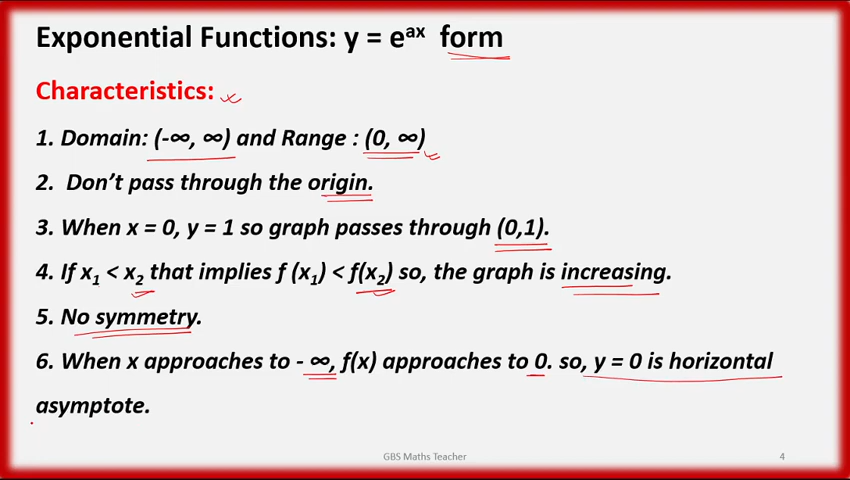 Exponential Functions: y = eᵃˣ form
Characteristics:
1. Domain: (-∞, ∞) and Range : (0, ∞)
2. Don't pass through the origin.
3. When x = 0, y = 1 so graph passes through (0,1).
4. If x₁ < x₂ that implies f (x₁) < f(x₂) so, the graph is increasing.
5. No symmetry.
6. When x approaches to - ∞, f(x) approaches to 0. so, y = 0 is horizontal
asymptote.
GBS Maths Teacher
4